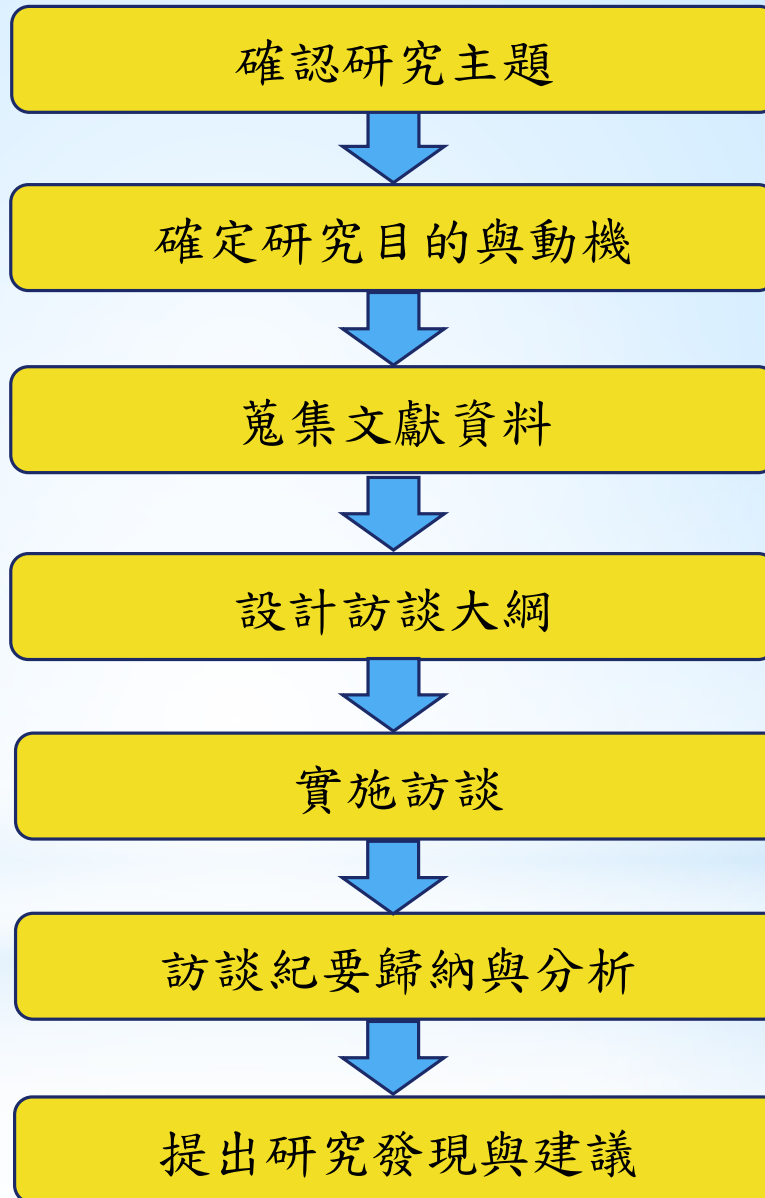 確認研究主題
確定研究目的與動機
蒐集文獻資料
設計訪談大綱
實施訪談
訪談紀要歸納與分析
提出研究發現與建議